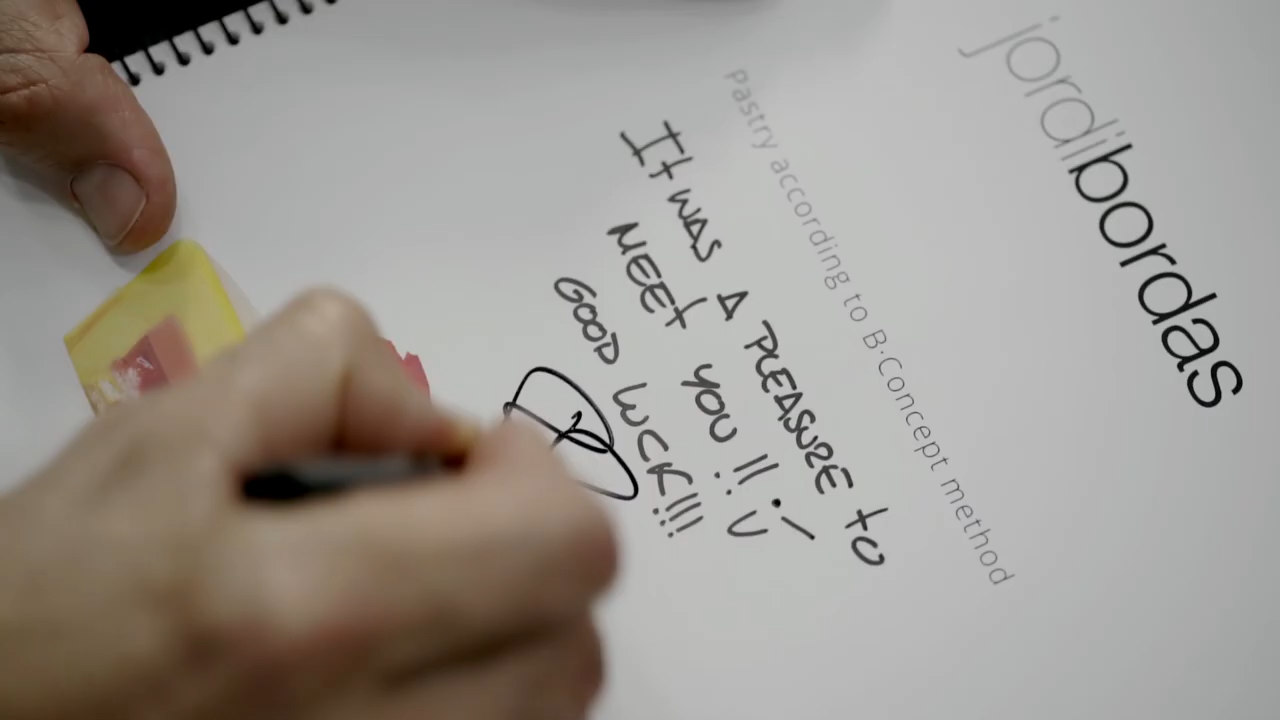 jordibordas
Pastry according to B·Concept method
It WAS A PLEASURE to
MEET YOU !! :
GOOD LUCK!!!